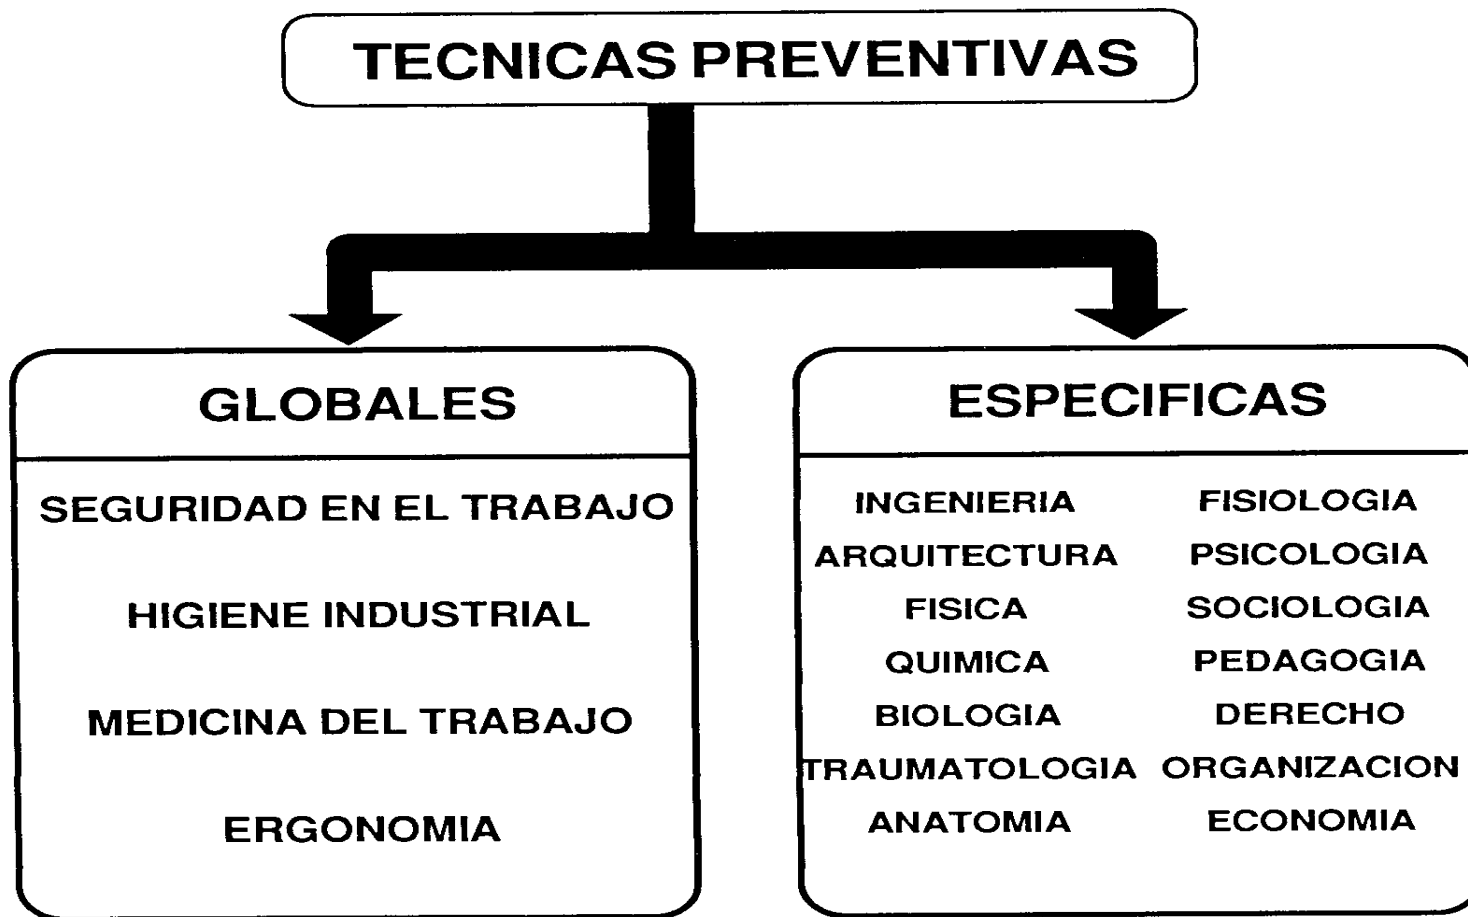 TECNICAS PREVENTIVAS
GLOBALES
SEGURIDAD EN EL TRABAJO
HIGIENE INDUSTRIAL
MEDICINA DEL TRABAJO
ERGONOMIA
ESPECIFICAS
INGENIERIA FISIOLOGIA
ARQUITECTURA PSICOLOGIA
FISICA SOCIOLOGIA
QUIMICA PEDAGOGIA
BIOLOGIA DERECHO
TRAUMATOLOGIA ORGANIZACION
ANATOMIA ECONOMIA